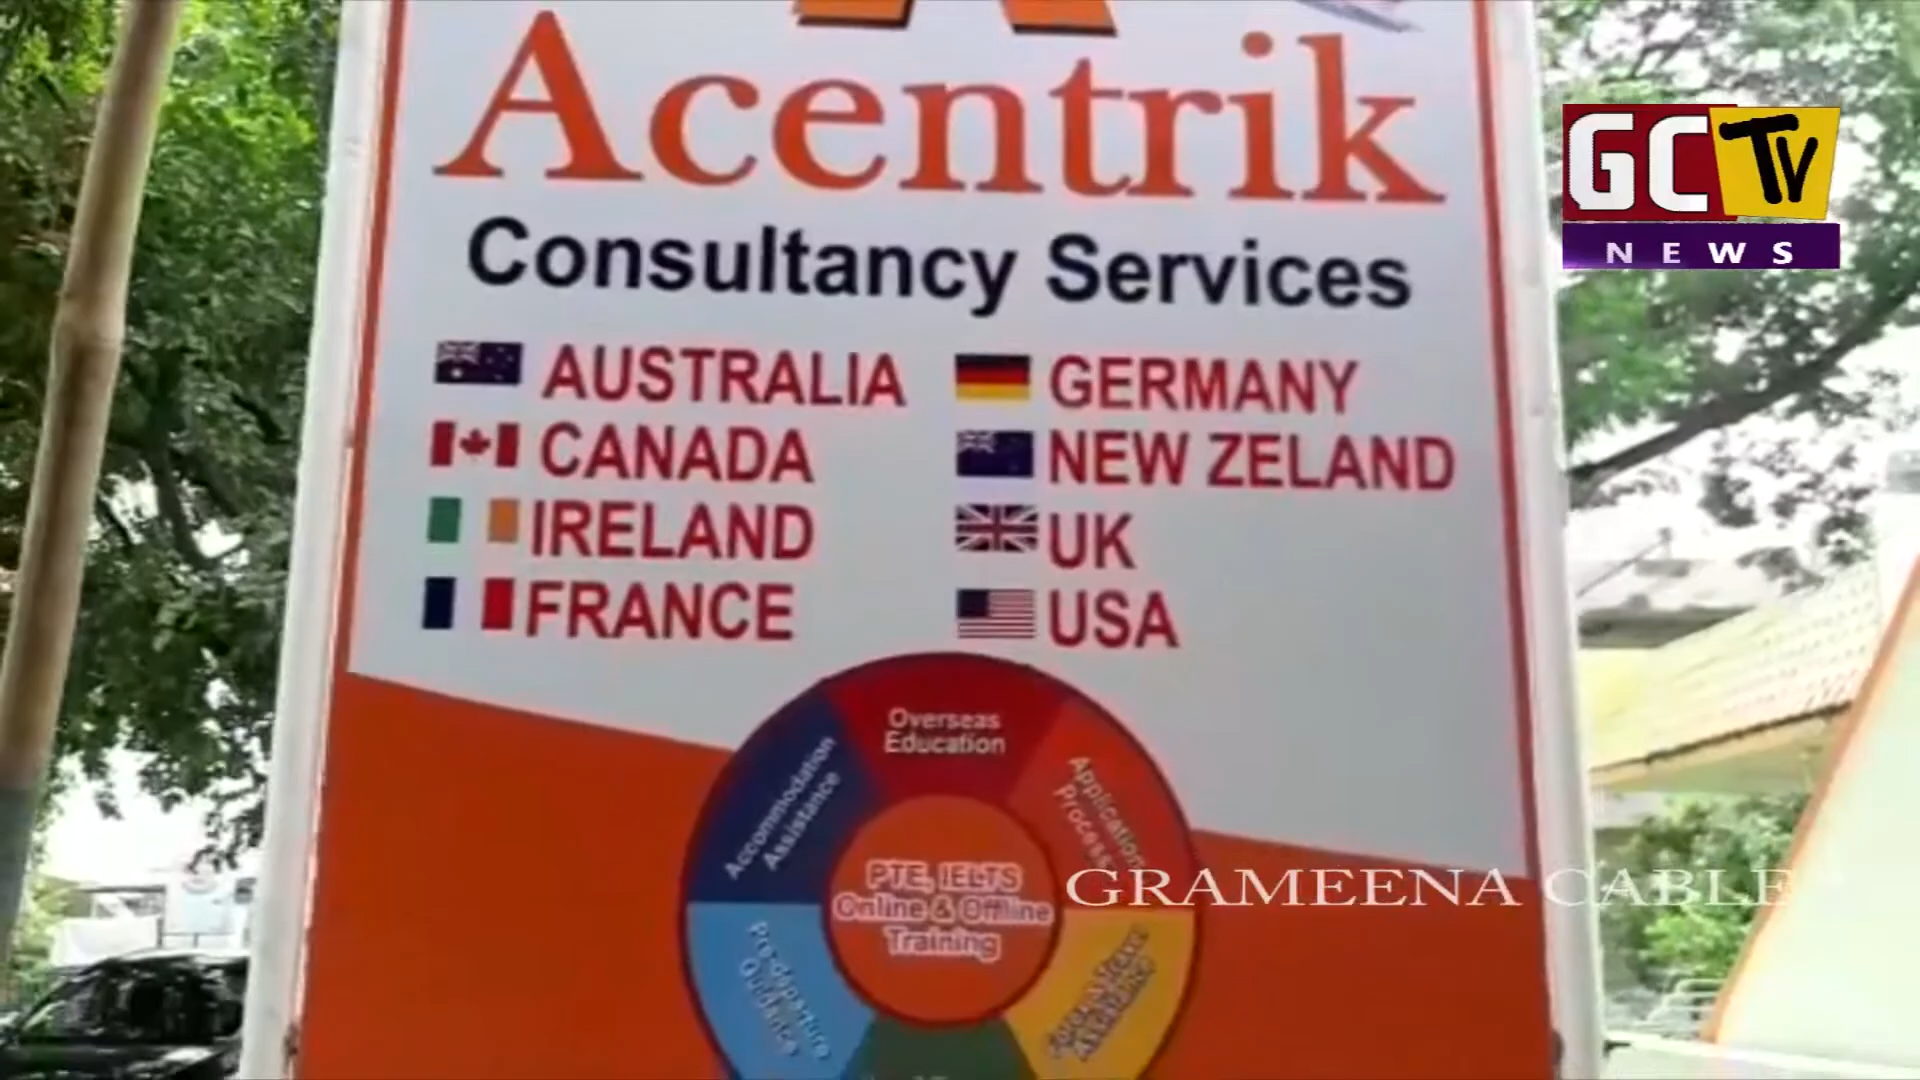 Acentrik
Consultancy Services
AUSTRALIA
CANADA
IRELAND
FRANCE
GERMANY
NEW ZELAND
UK
USA
Overseas
Education
Application
Process
Accommodation
Assistance
PTE, IELTS
Online & Offline
Training
Pre-departure
Guidance
Assistance
GC TV
NEWS
GRAMEENA CABLE